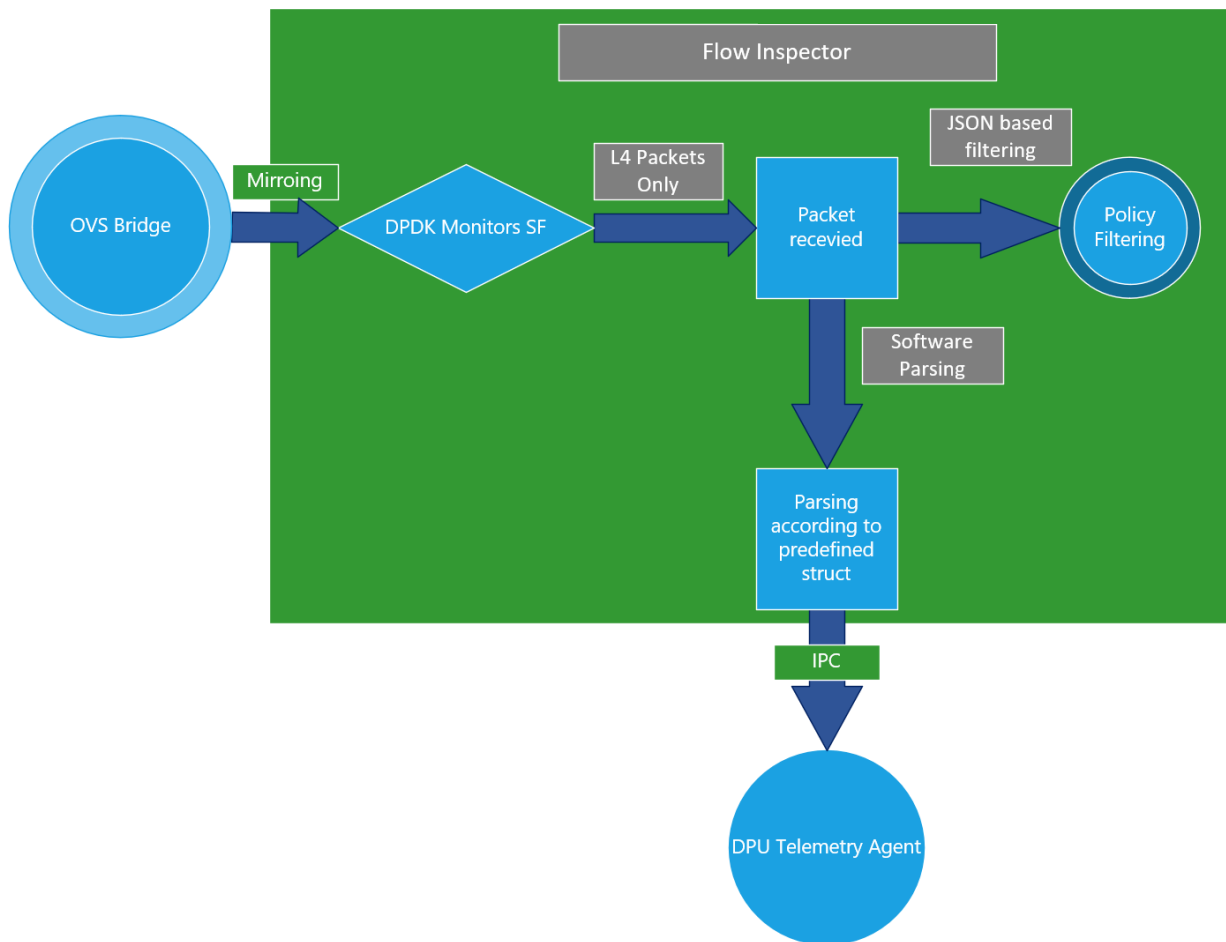 Flow Inspector
JSON based
filtering
L4 Packets
Only
Mirroing
OVS Bridge
DPDK Monitors SF
Packet
recevied
Policy
Filtering
Software
Parsing
Parsing
according to
predefined
struct
IPC
DPU Telemetry Agent